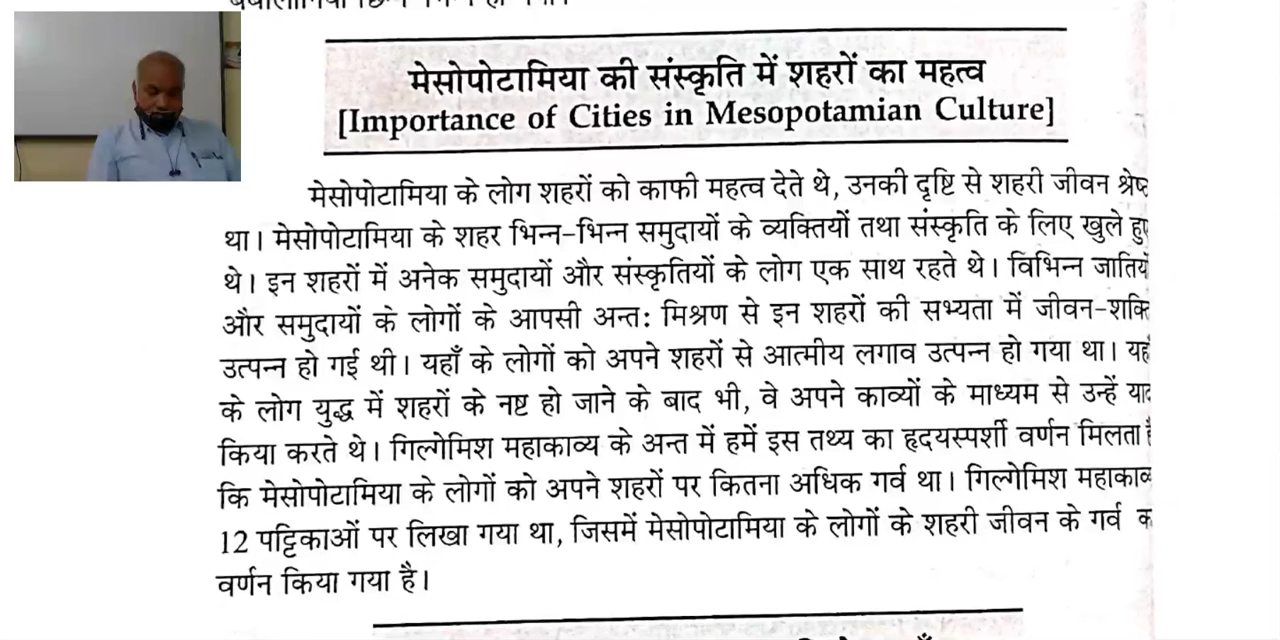 मेसोपोटामिया की संस्कृति में शहरों का महत्व
[Importance of Cities in Mesopotamian Culture]
मेसोपोटामिया के लोग शहरों को काफी महत्व देते थे, उनकी दृष्टि से शहरी जीवन श्रेष्ठ
था। मेसोपोटामिया के शहर भिन्न-भिन्न समुदायों के व्यक्तियों तथा संस्कृति के लिए खुले हुए
थे। इन शहरों में अनेक समुदायों और संस्कृतियों के लोग एक साथ रहते थे। विभिन्न जातियों
और समुदायों के लोगों के आपसी अन्त: मिश्रण से इन शहरों की सभ्यता में जीवन-शक्ति
उत्पन्न हो गई थी। यहाँ के लोगों को अपने शहरों से आत्मीय लगाव उत्पन्न हो गया था। यहाँ
के लोग युद्ध में शहरों के नष्ट हो जाने के बाद भी, वे अपने काव्यों के माध्यम से उन्हें याद
किया करते थे। गिल्गेमिश महाकाव्य के अन्त में हमें इस तथ्य का हृदयस्पर्शी वर्णन मिलता है
कि मेसोपोटामिया के लोगों को अपने शहरों पर कितना अधिक गर्व था। गिल्गेमिश महाकाव्य
12 पट्टिकाओं पर लिखा गया था, जिसमें मेसोपोटामिया के लोगों के शहरी जीवन के गर्व का
वर्णन किया गया है।